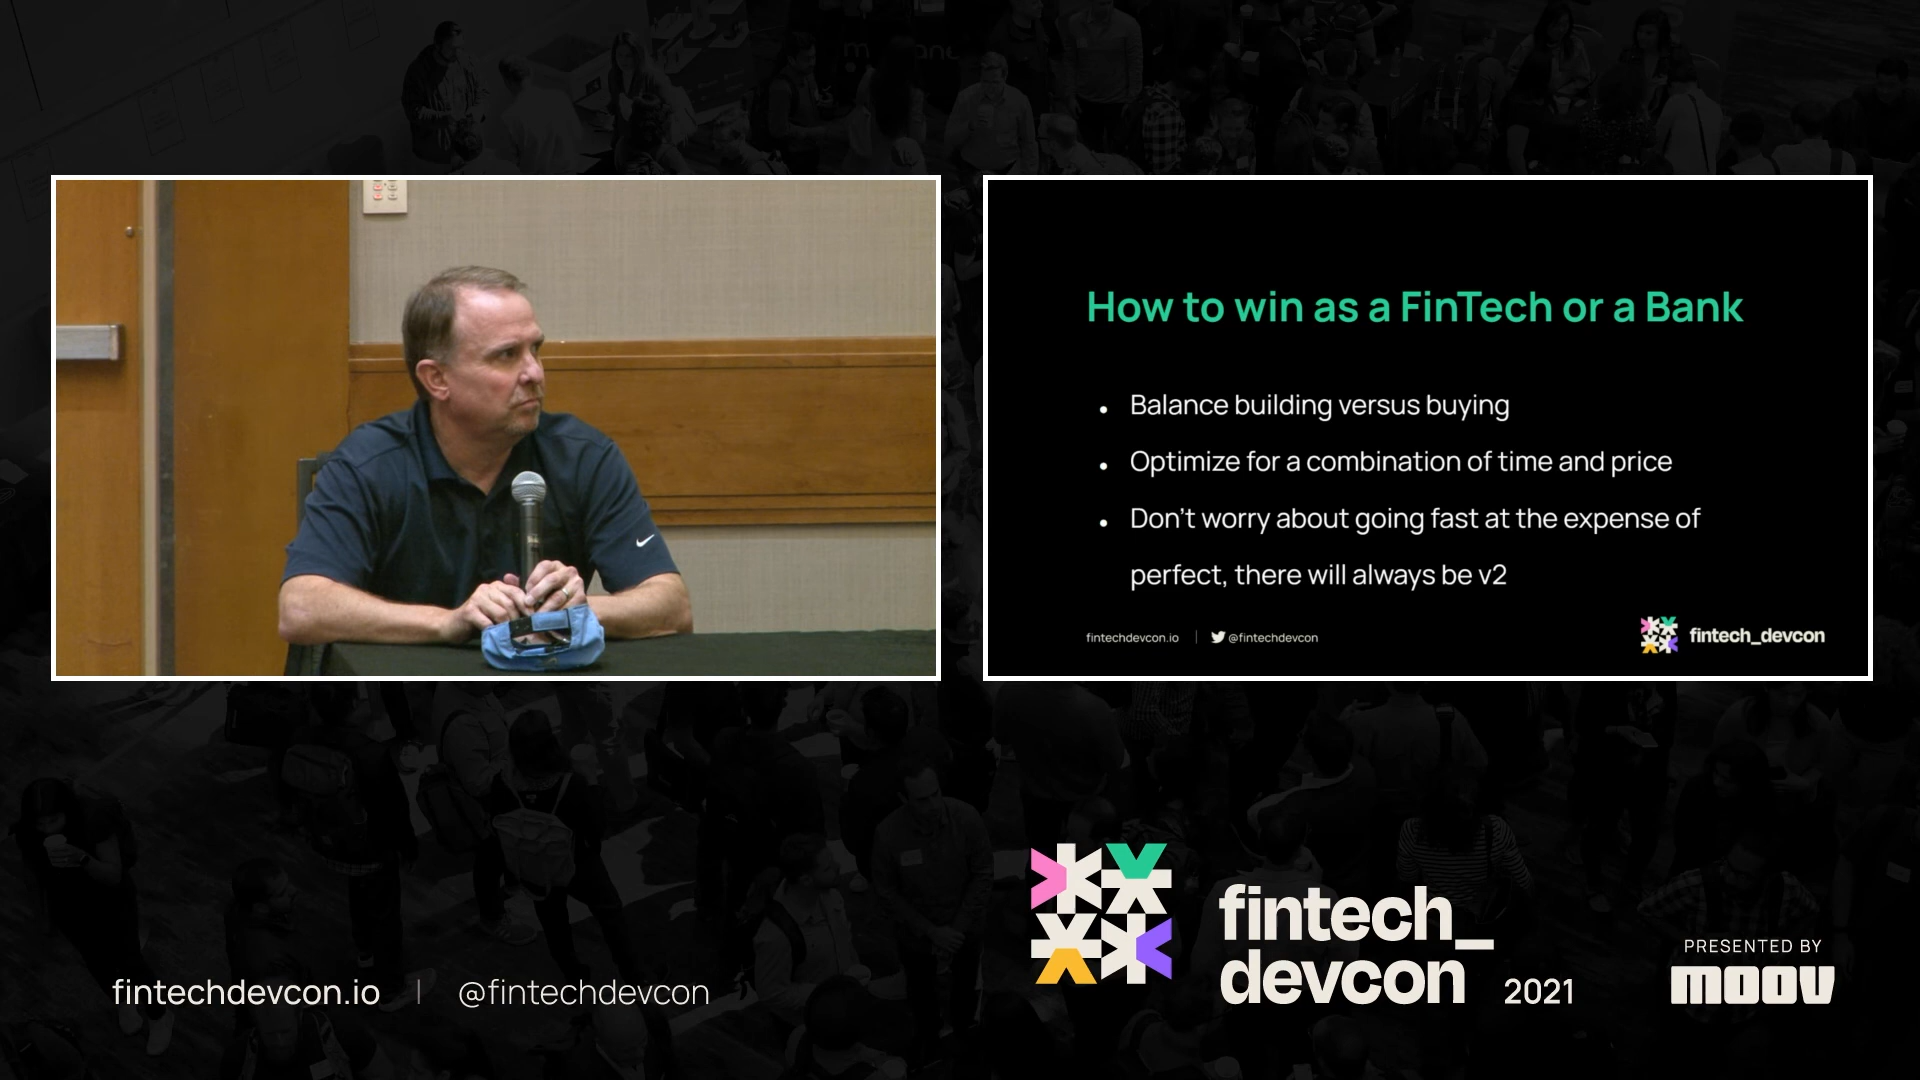 How to win as a FinTech or a Bank
• Balance building versus buying
• Optimize for a combination of time and price
• Don't worry about going fast at the expense of
perfect, there will always be v2
fintechdevcon.io | @fintechdevcon
fintech_devcon
fintechdevcon.io | @fintechdevcon
fintech_
devcon 2021
PRESENTED BY
moov